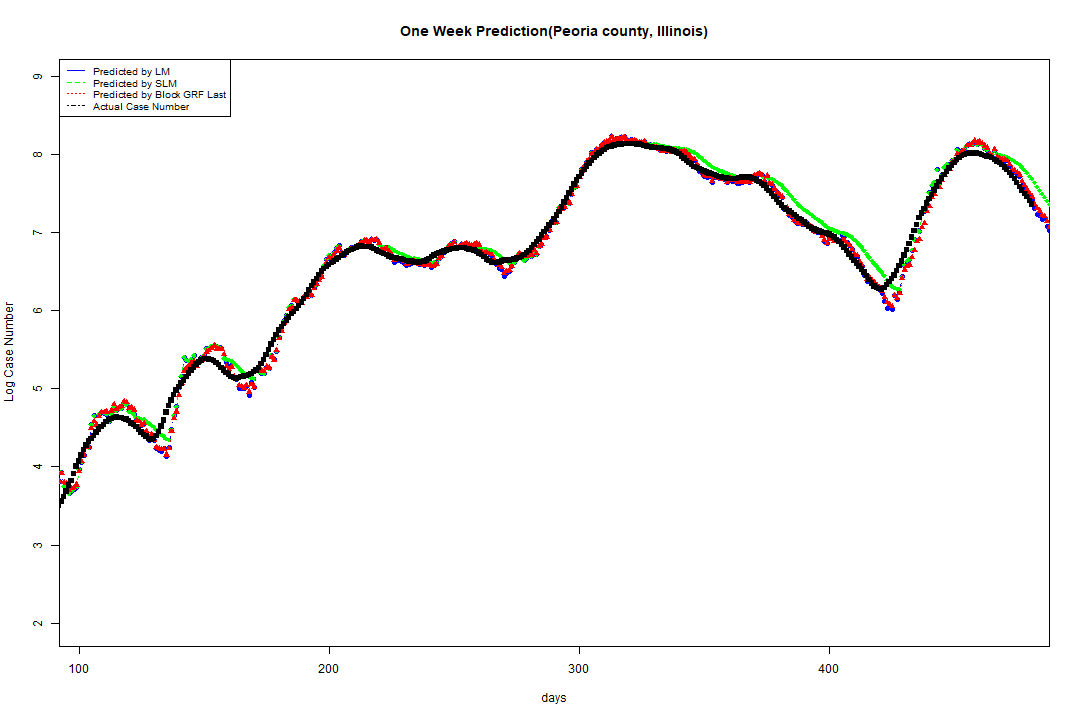 One Week Prediction(Peoria county, Illinois)
Predicted by LM
Predicted by SLM
Predicted by Block GRF Last
Actual Case Number
9
8
7
6
5
4
3
2
Log Case Number
100 200 300 400
days